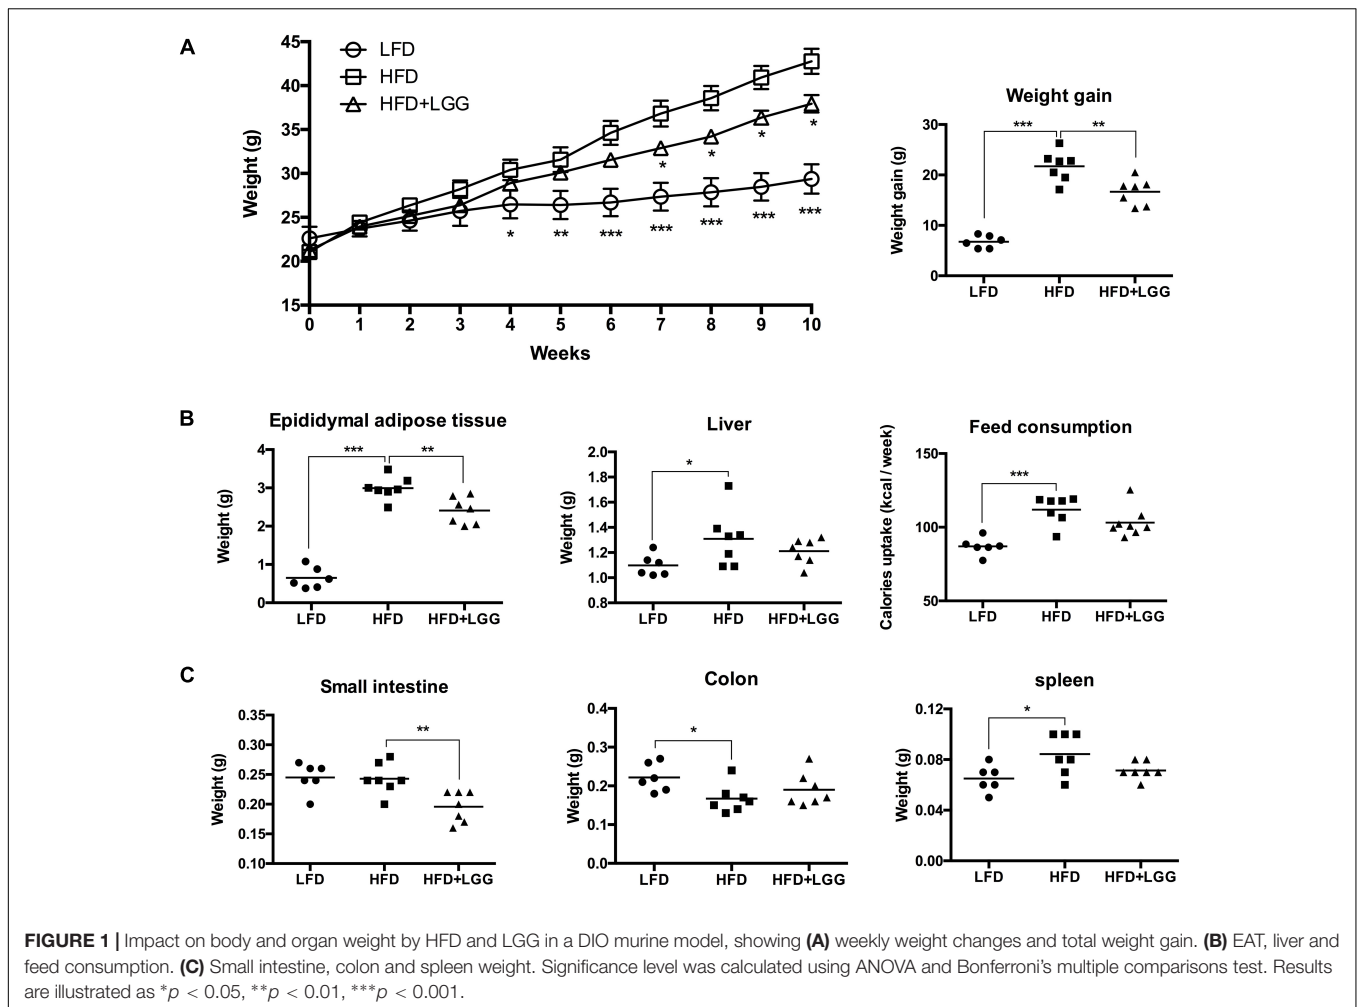 A
LFD
HFD
HFD+LGG
45
40
35
30
25
20
15
Weight (g)
0 1 2 3 4 5 6 7 8 9 10
Weeks
* * * *
* ** *** *** *** *** ***
Weight gain
Weight gain (g)
30
20
10
0
*** **
LFD HFD HFD+LGG
B
Epididymal adipose tissue
Weight (g)
4
3
2
1
0
*** **
LFD HFD HFD+LGG
Liver
Weight (g)
2.0
1.8
1.6
1.4
1.2
1.0
0.8
*
LFD HFD HFD+LGG
Feed consumption
Calories uptake (kcal / week)
150
100
50
***
LFD HFD HFD+LGG
C
Small intestine
Weight (g)
0.35
0.30
0.25
0.20
0.15
0.10
**
LFD HFD HFD+LGG
Colon
Weight (g)
0.4
0.3
0.2
0.1
0.0
*
LFD HFD HFD+LGG
spleen
Weight (g)
0.12
0.08
0.04
0.00
*
LFD HFD HFD+LGG
FIGURE 1 | Impact on body and organ weight by HFD and LGG in a DIO murine model, showing (A) weekly weight changes and total weight gain. (B) EAT, liver and
feed consumption. (C) Small intestine, colon and spleen weight. Significance level was calculated using ANOVA and Bonferroni's multiple comparisons test. Results
are illustrated as *p < 0.05, **p < 0.01, ***p < 0.001.